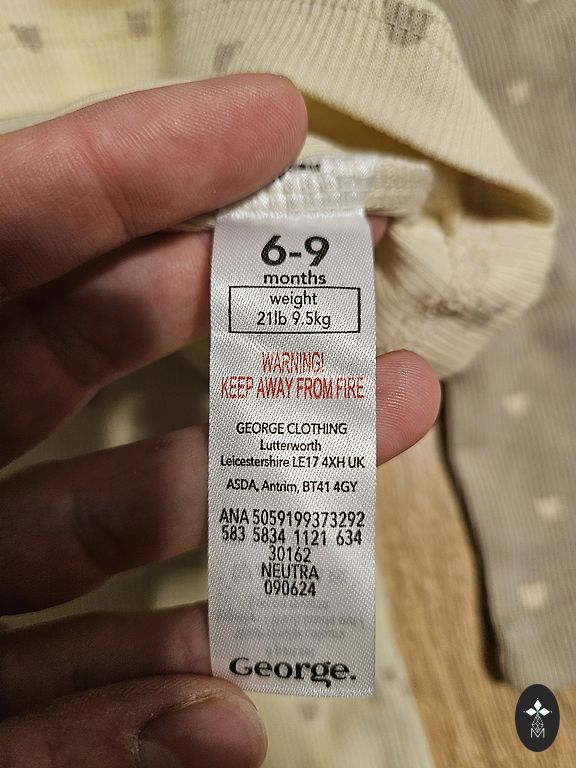 6-9
months
weight
21lb 9.5kg
WARNING!
KEEP AWAY FROM FIRE
GEORGE CLOTHING
Lutterworth
Leicestershire LE17 4XH UK
ASDA, Antrim, BT41 4GY
ANA 5059199373292
583 5834 1121 634
30162
NEUTRA
090624
George.
M